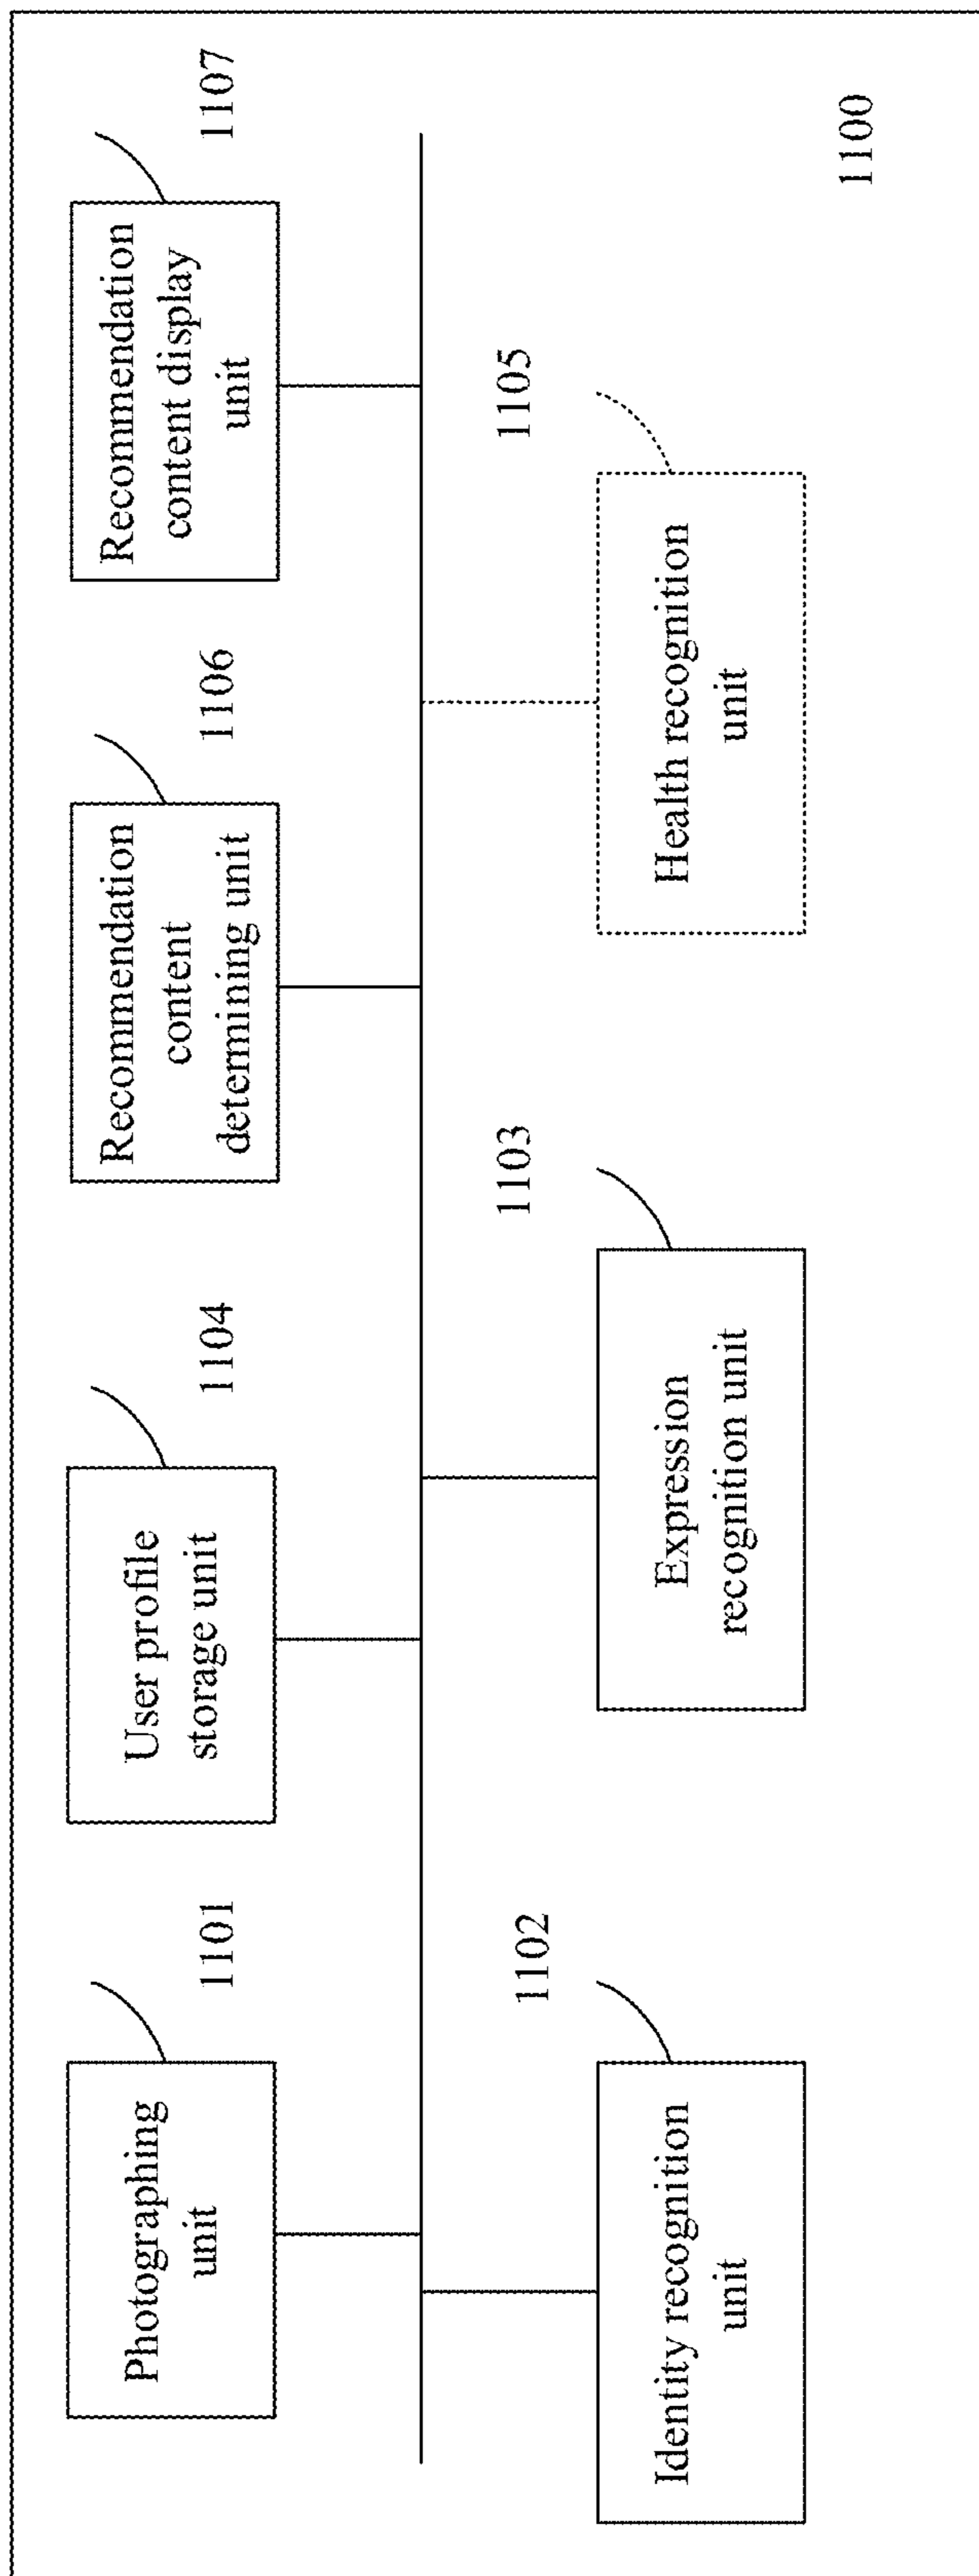 1101
Photographing
unit
1104
User profile
storage unit
1106
Recommendation
content
determining unit
1107
Recommendation
content display
unit
1102
Identity recognition
unit
1103
Expression
recognition unit
1105
Health recognition
unit
1100